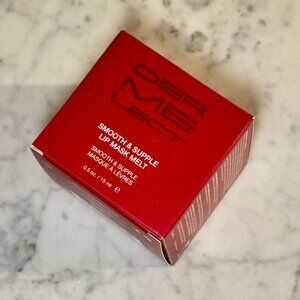 DER
ME
LECT
SMOOTH & SUPPLE
LIP MASK MELT
SMOOTH & SUPPLE
MASQUE À LÈVRES
0.5 oz. / 15 ml e